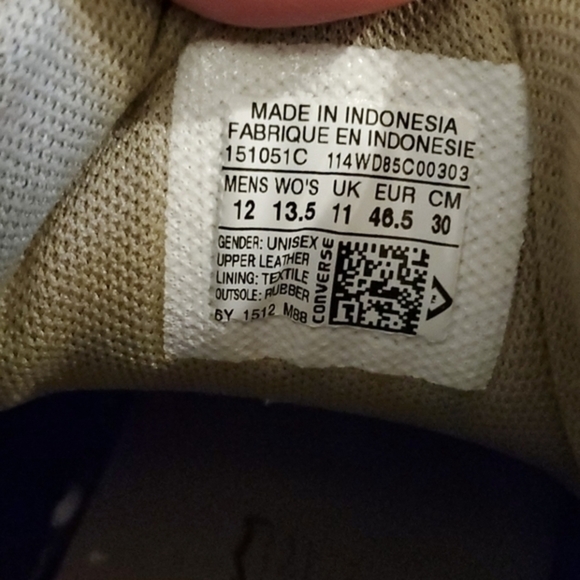 MADE IN INDONESIA
FABRIQUE EN INDONESIE
151051C 114WD85C00303
MENS WO'S UK EUR CM
12 13.5 11 46.5 30
GENDER: UNISEX
UPPER LEATHER
LINING: TEXTILE
OUTSOLE: RUBBER
6Y 1512 M88
CONVERSE